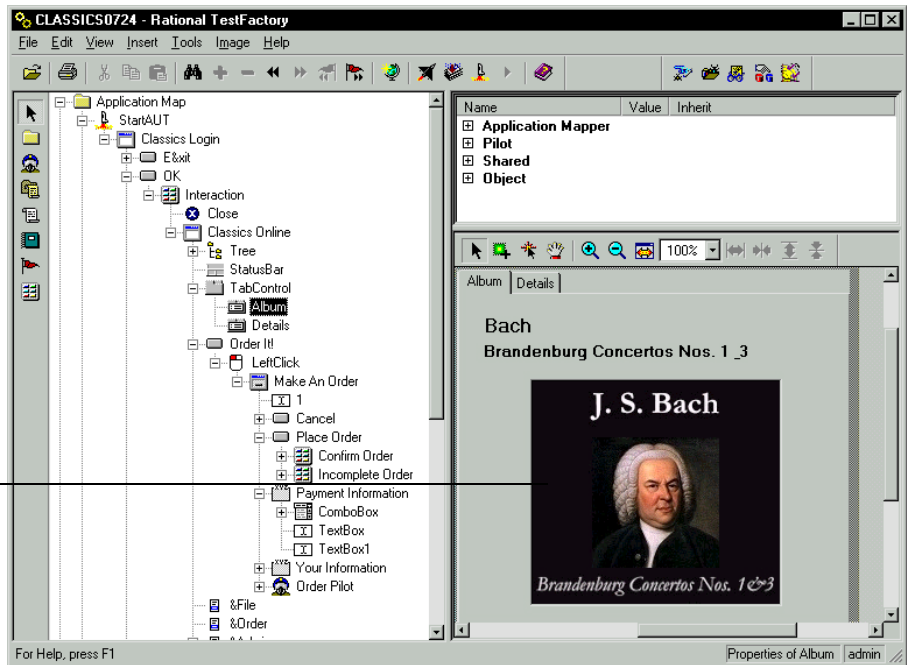 CLASSICS0724 - Rational TestFactory
File Edit View Insert Tools Image Help
Application Map
StartAUT
Classics Login
E&xit
OK
Interaction
Close
Classics Online
Tree
StatusBar
TabControl
Album
Details
Order It!
LeftClick
Make An Order
1
Cancel
Place Order
Confirm Order
Incomplete Order
Payment Information
ComboBox
TextBox
TextBox1
Your Information
Order Pilot
&File
&Order
Name Value Inherit
Application Mapper
Pilot
Shared
Object
100%
Album Details
Bach
Brandenburg Concertos Nos. 1 _3
J. S. Bach
Brandenburg Concertos Nos. 1&3
For Help, press F1
Properties of Album admin